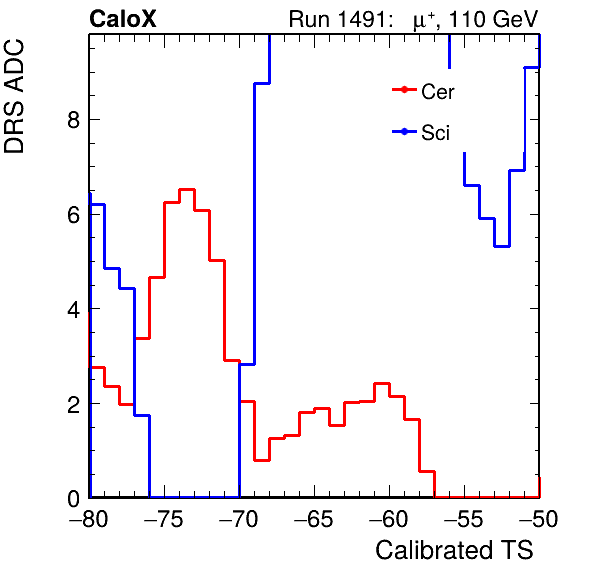 CaloX Run 1491: μ⁺, 110 GeV
DRS ADC
Cer
Sci
8
6
4
2
0
−80 −75 −70 −65 −60 −55 −50
Calibrated TS